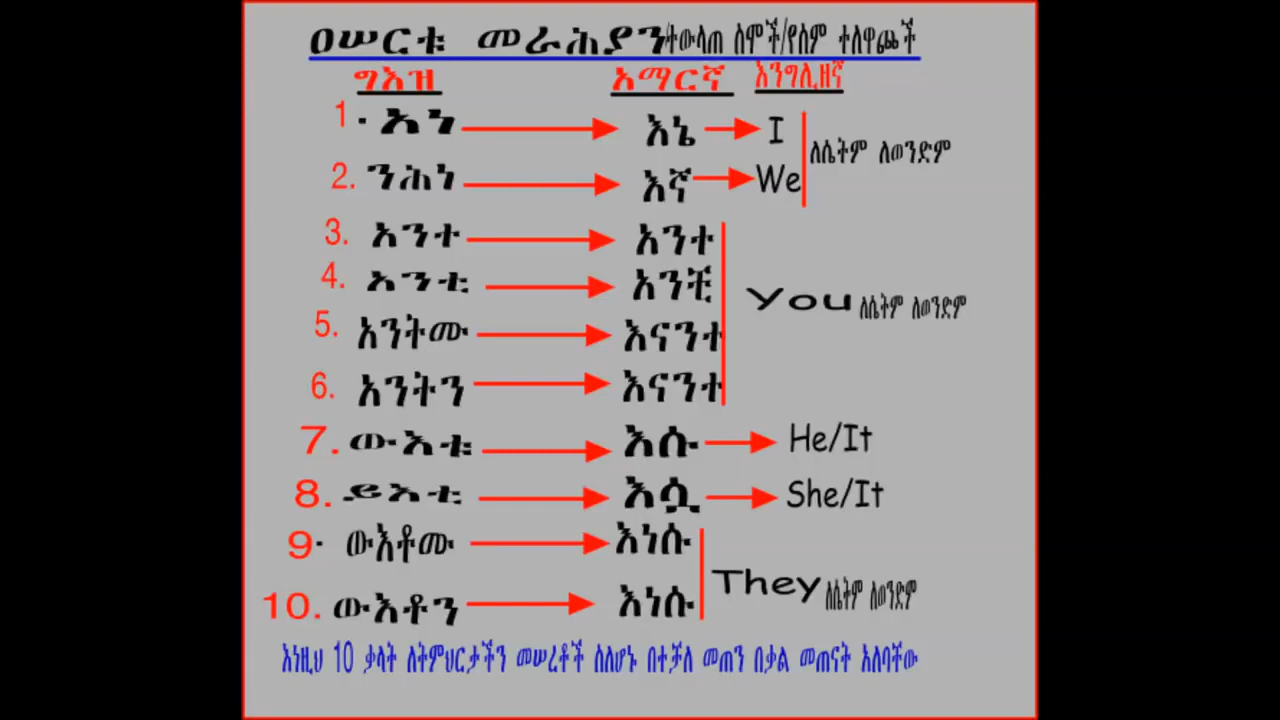 ዐሠርቱ መራሕያን/ትውላጠ ስሞች/የስም ተለዋጮች
ግእዝ አማርኛ እንግሊዘኛ
1. አነ እኔ I
ለሴትም ለወንድም
2. ንሕነ እኛ We
3. አንተ አንተ
4. አንቲ አንቺ
You ለሴትም ለወንድም
5. አንትሙ እናንተ
6. አንትን እናንተ
7. ውእቱ እሱ He/It
8. ይእቲ እሷ She/It
9. ውእቶሙ እነሱ
They ለሴትም ለወንድም
10. ውእቶን እነሱ
እነዚህ 10 ቃላት ለትምህርታችን መሠረቶች ስለሆኑ በተቻለ መጠን በቃል መጠናት አለባቸው